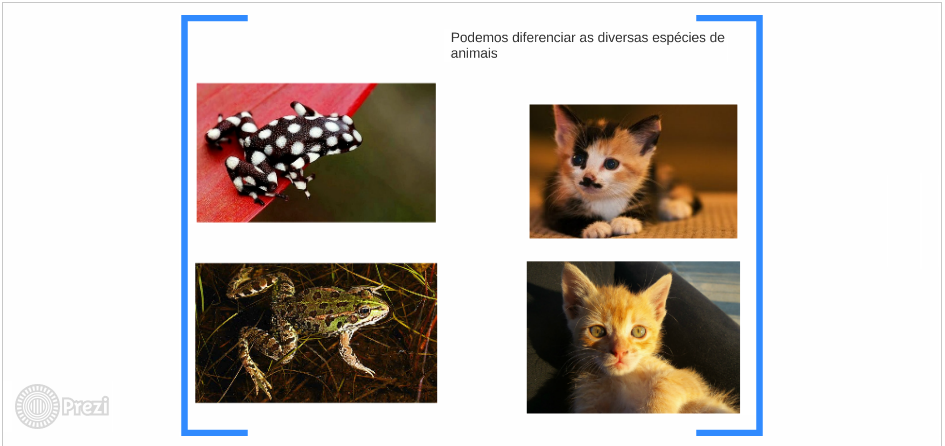 Podemos diferenciar as diversas espécies de
animais
Prezi